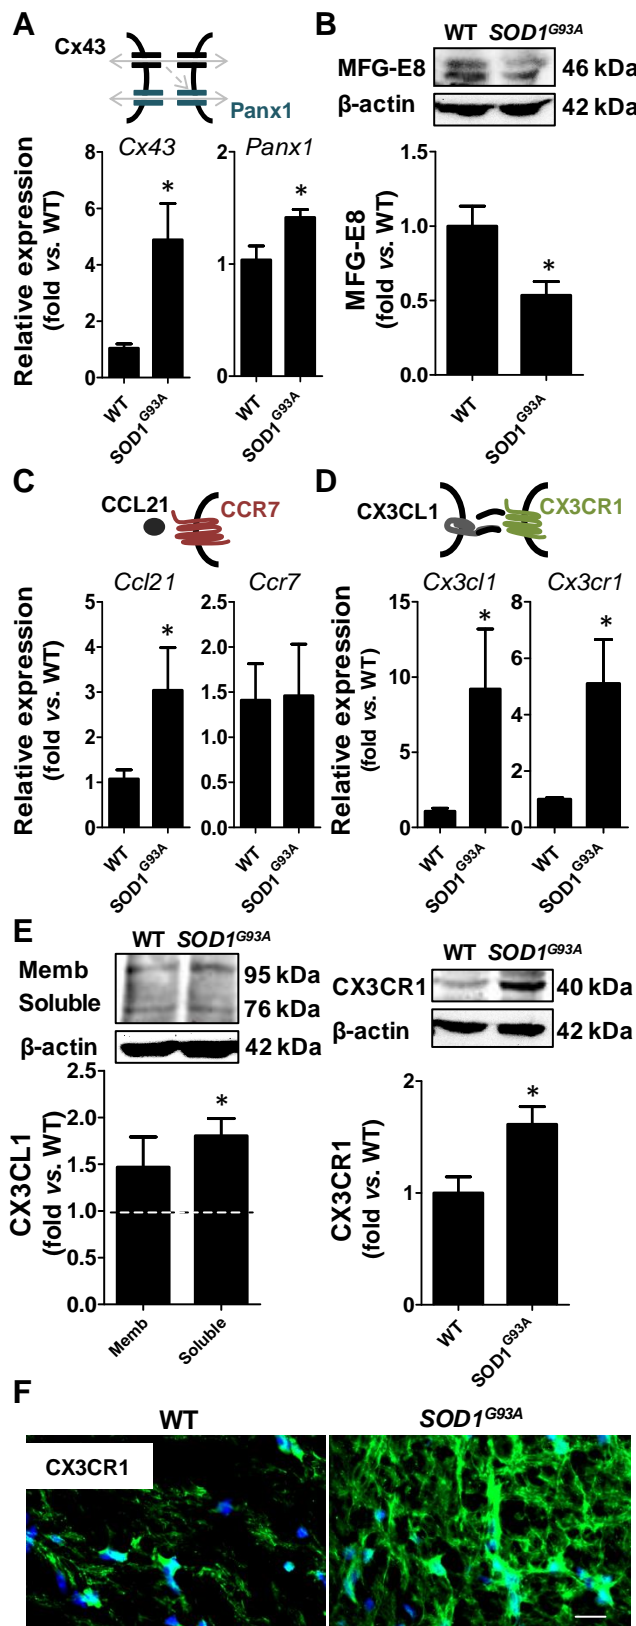 A
Cx43
Panx1
Cx43
Panx1
Relative expression
(fold vs. WT)
8
6
4
2
0
WT
SOD1G93A
2
1
0
WT
SOD1G93A
B
WT SOD1G93A
MFG-E8 46 kDa
β-actin 42 kDa
MFG-E8
(fold vs. WT)
1.5
1.0
0.5
0.0
*
*
*
WT
SOD1G93A
C
CCL21
CCR7
Ccl21
Ccr7
Relative expression
(fold vs. WT)
5
4
3
2
1
0
*
WT
SOD1G93A
2.5
2.0
1.5
1.0
0.5
0.0
WT
SOD1G93A
D
CX3CL1
CX3CR1
Cx3cl1
Cx3cr1
Relative expression
(fold vs. WT)
15
10
5
0
*
WT
SOD1G93A
8
6
4
2
0
*
WT
SOD1G93A
E
WT SOD1G93A
Memb 95 kDa
Soluble 76 kDa
β-actin 42 kDa
CX3CL1
(fold vs. WT)
2.5
2.0
1.5
1.0
0.5
0.0
*
Memb
Soluble
WT SOD1G93A
CX3CR1 40 kDa
β-actin 42 kDa
CX3CR1
(fold vs. WT)
2
1
0
*
WT
SOD1G93A
F
WT
SOD1G93A
CX3CR1